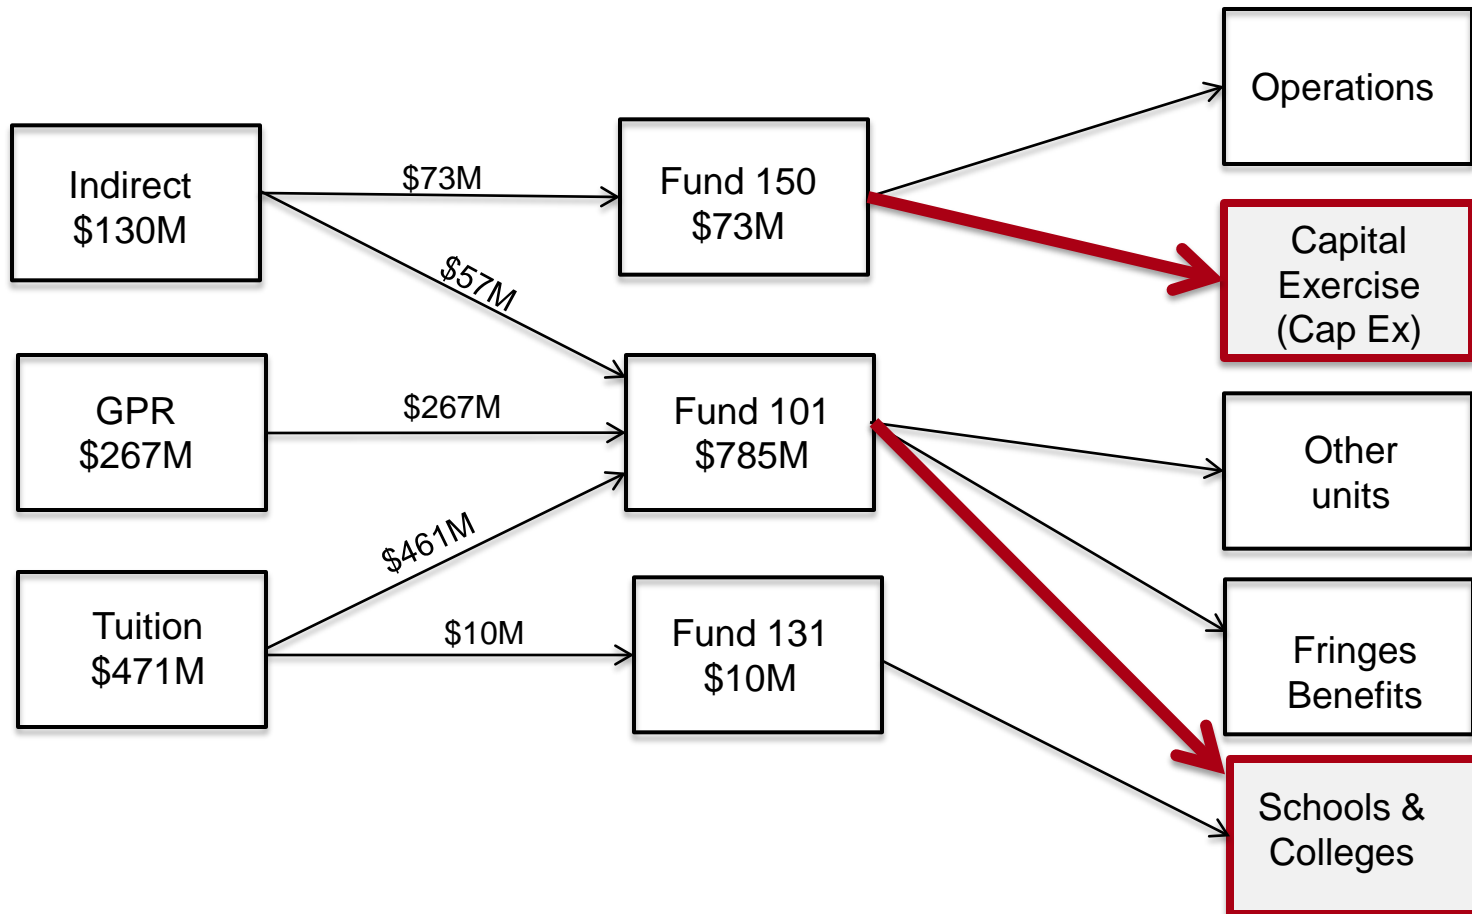 Operations
Indirect
$130M
$73M
Fund 150
$73M
Capital
Exercise
(Cap Ex)
$57M
GPR
$267M
$267M
Fund 101
$785M
Other
units
$461M
Tuition
$471M
$10M
Fund 131
$10M
Fringes
Benefits
Schools &
Colleges